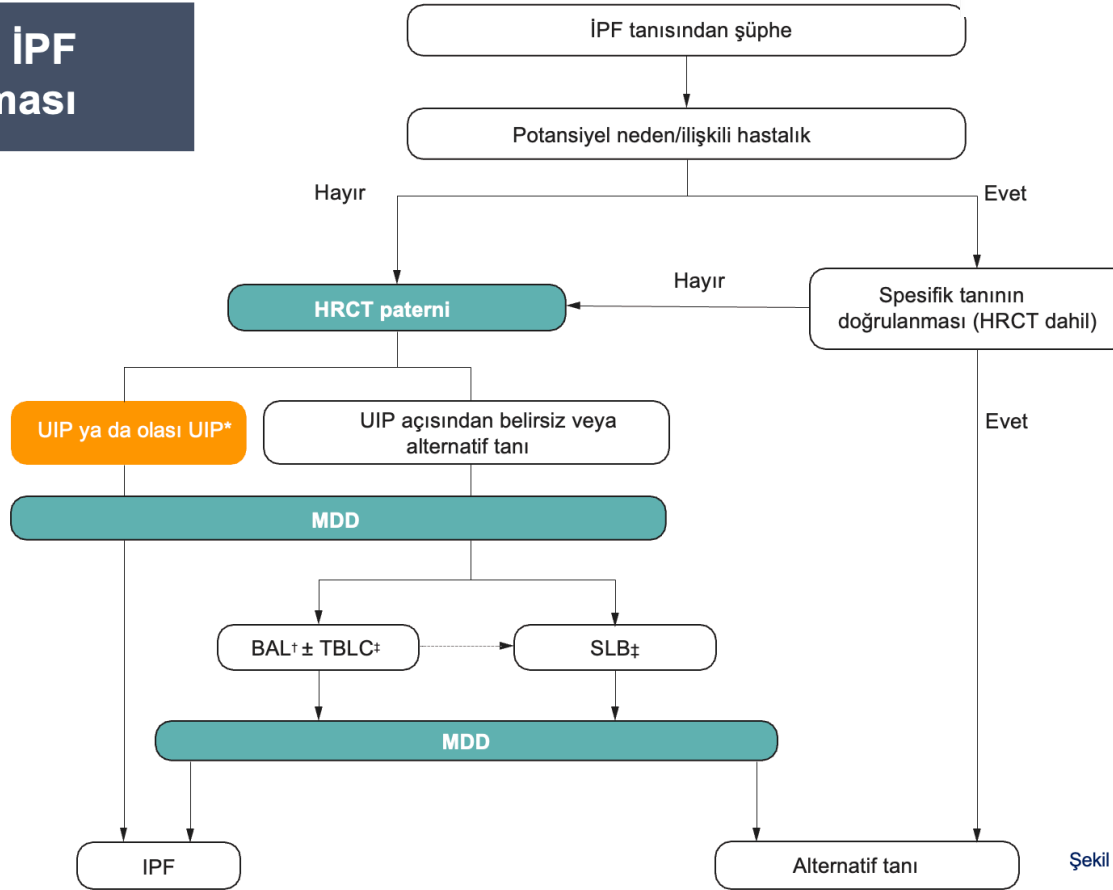 İPF
ması
İPF tanısından şüphe
Potansiyel neden/ilişkili hastalık
Hayır
Evet
HRCT paterni
Hayır
Spesifik tanının
doğrulanması (HRCT dahil)
UIP ya da olası UIP*
UIP açısından belirsiz veya
alternatif tanı
Evet
MDD
BAL† ± TBLC‡
SLB‡
MDD
IPF
Alternatif tanı
Şekil